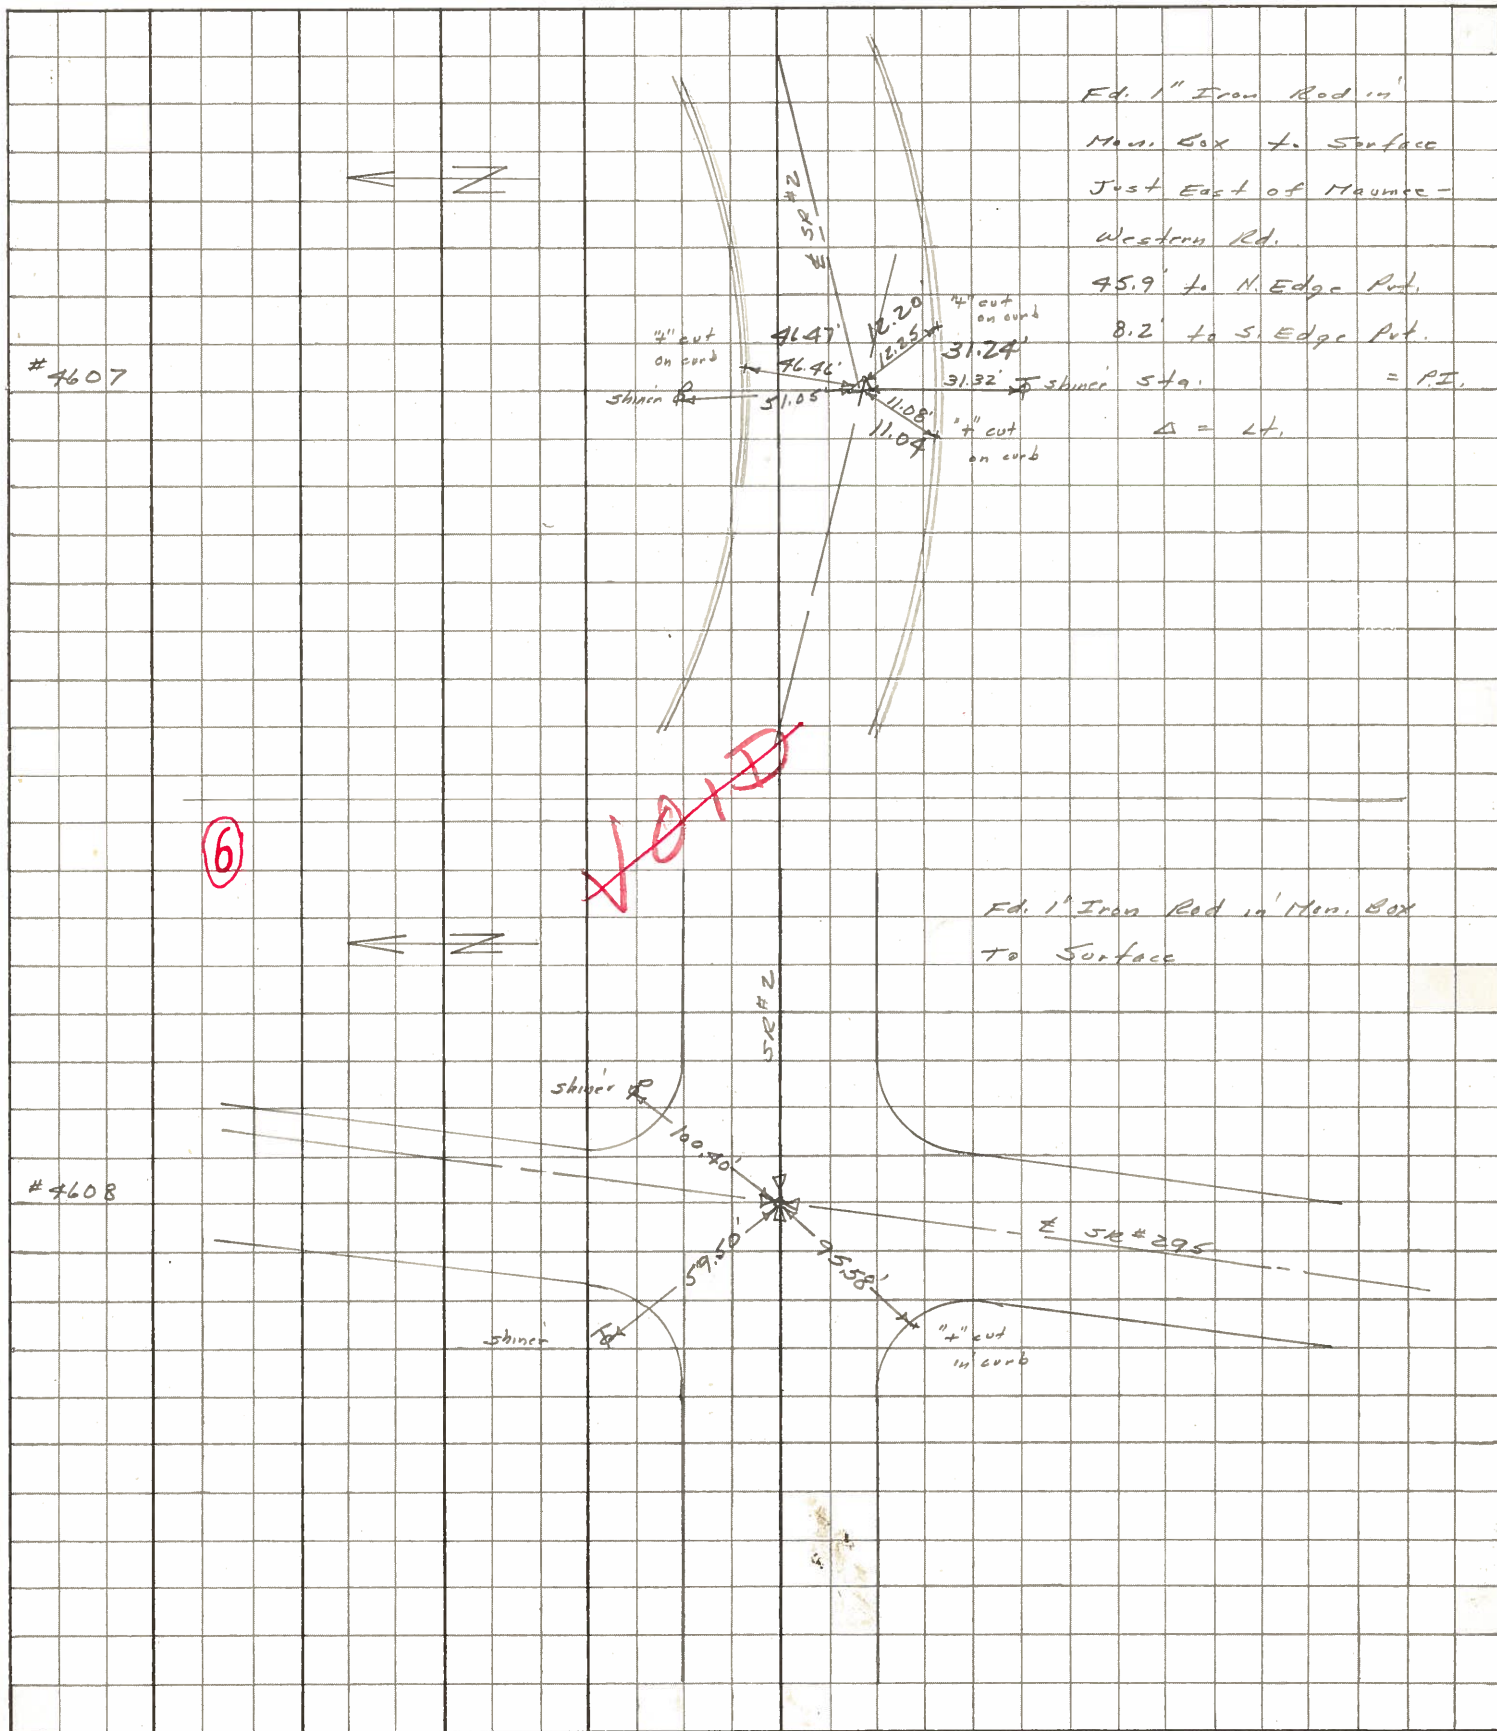 Fd. 1" Iron Rod in
Mon. Box to Surface
Just East of Maumee-
Western Rd.
45.9' to N. Edge Pvt.
8.2' to S. Edge Pvt.
Sta. = P.I.
Δ = Lt.
N
℄ SR #2
#4607
"+" cut
on curb
46.47'
46.46'
shiner
51.05'
12.20'
12.25'
"+" cut
on curb
31.24'
31.32'
shiner
11.08'
11.04
"+" cut
on curb
VOID
6
Fd. 1" Iron Rod in Mon. Box
To Surface
N
SR #2
#4608
shiner
100.40'
59.50'
95.58'
℄ SR #295
shiner
"+" cut
in curb